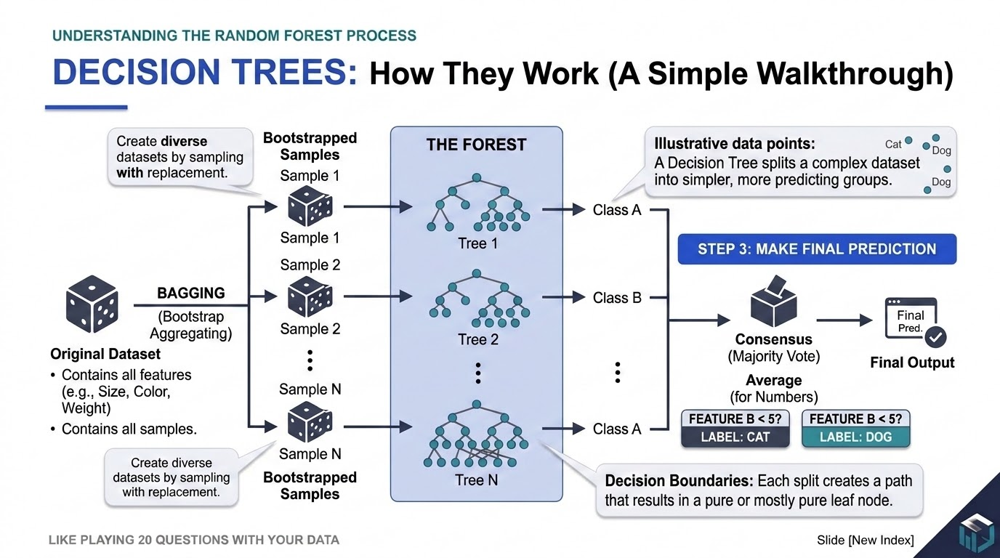 UNDERSTANDING THE RANDOM FOREST PROCESS
DECISION TREES: How They Work (A Simple Walkthrough)
Create diverse
datasets by sampling
with replacement.
Bootstrapped
Samples
Sample 1
Sample 1
Sample 2
Sample 2
Sample N
Sample N
Bootstrapped
Samples
BAGGING
(Bootstrap
Aggregating)
Original Dataset
• Contains all features
(e.g., Size, Color,
Weight)
• Contains all samples.
Create diverse
datasets by sampling
with replacement.
THE FOREST
Tree 1
Tree 2
Tree N
Class A
Class B
Class A
Illustrative data points:
A Decision Tree splits a complex dataset
into simpler, more predicting groups.
Cat
Dog
Dog
STEP 3: MAKE FINAL PREDICTION
Consensus
(Majority Vote)
Average
(for Numbers)
Final
Pred.
Final Output
FEATURE B < 5?
LABEL: CAT
FEATURE B < 5?
LABEL: DOG
Decision Boundaries: Each split creates a path
that results in a pure or mostly pure leaf node.
LIKE PLAYING 20 QUESTIONS WITH YOUR DATA
Slide [New Index]